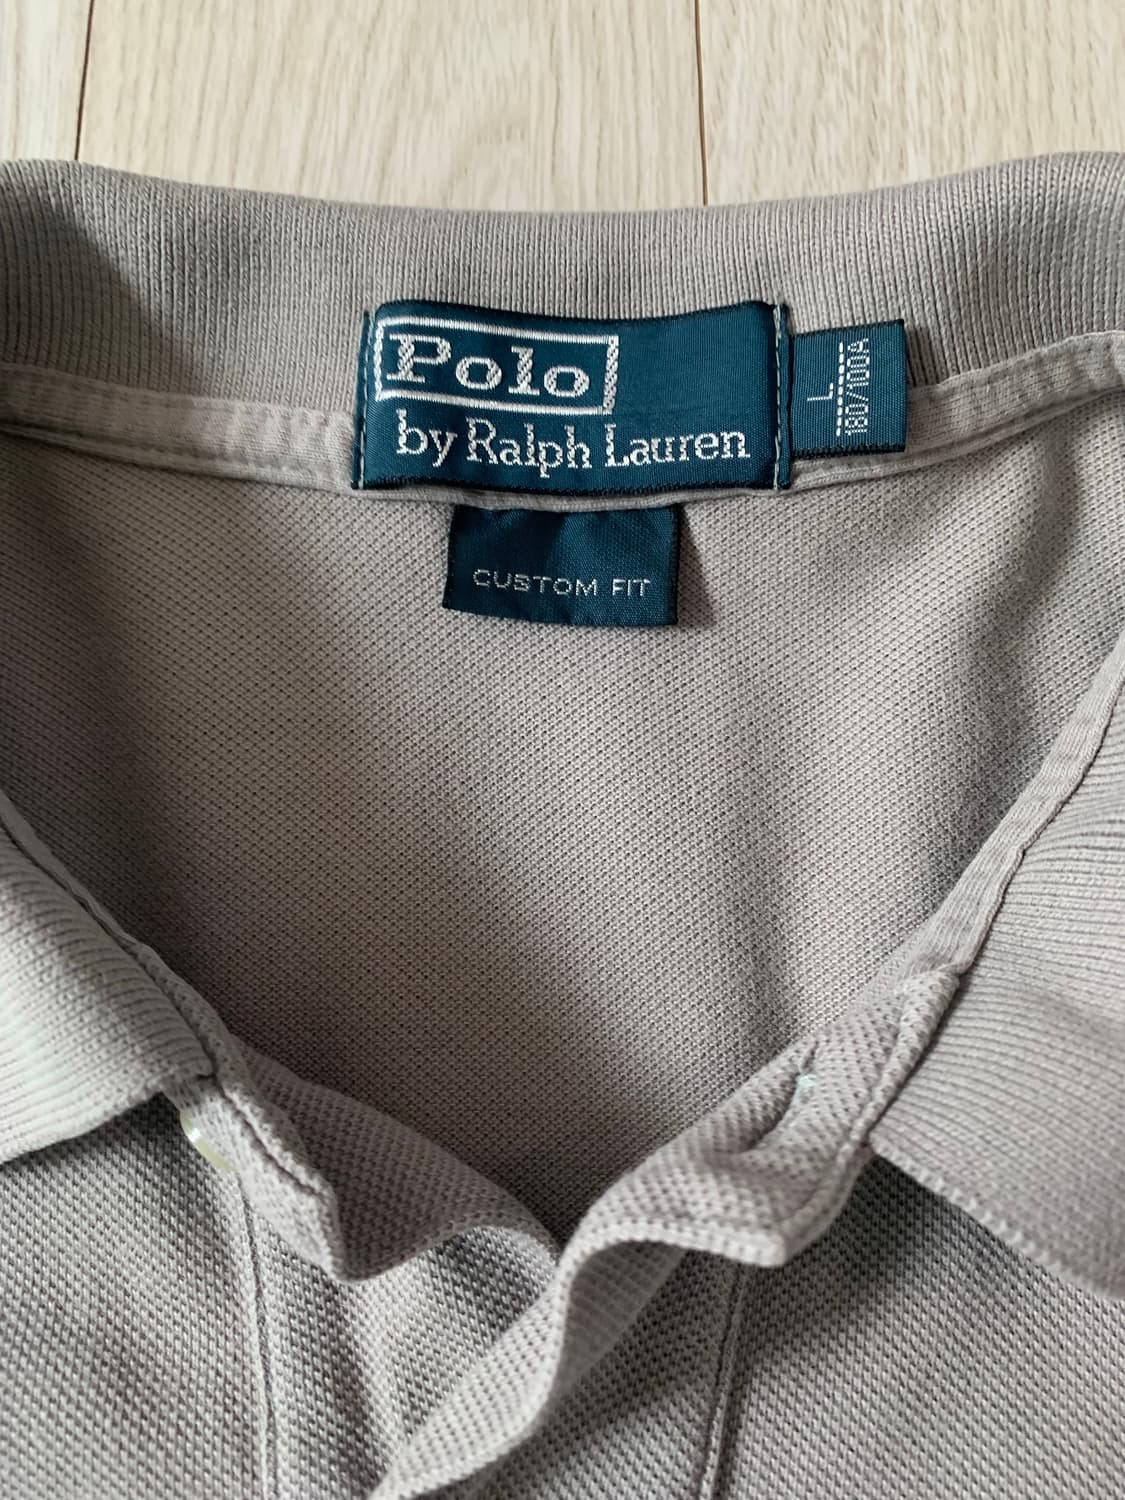 Polo
by Ralph Lauren
L
180/100A
CUSTOM FIT